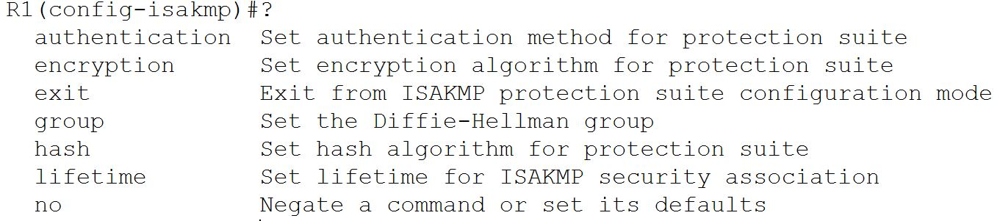 R1(config-isakmp)#?
authentication Set authentication method for protection suite
encryption Set encryption algorithm for protection suite
exit Exit from ISAKMP protection suite configuration mode
group Set the Diffie-Hellman group
hash Set hash algorithm for protection suite
lifetime Set lifetime for ISAKMP security association
no Negate a command or set its defaults